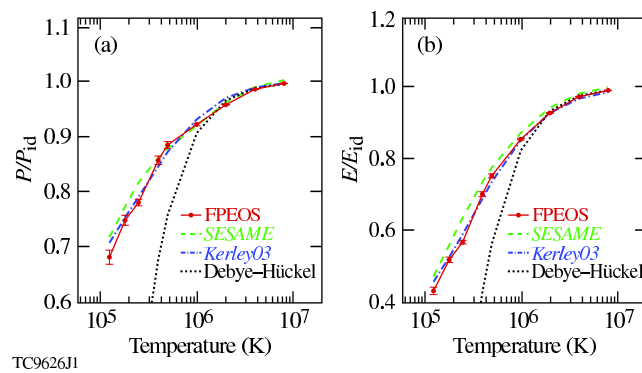 (a)
1.1
1.0
0.9
0.8
0.7
0.6
P/Pid
FPEOS
SESAME
Kerley03
Debye–Hückel
10^5 10^6 10^7
Temperature (K)
(b)
1.2
1.0
0.8
0.6
0.4
E/Eid
FPEOS
SESAME
Kerley03
Debye–Hückel
10^5 10^6 10^7
Temperature (K)
TC9626J1